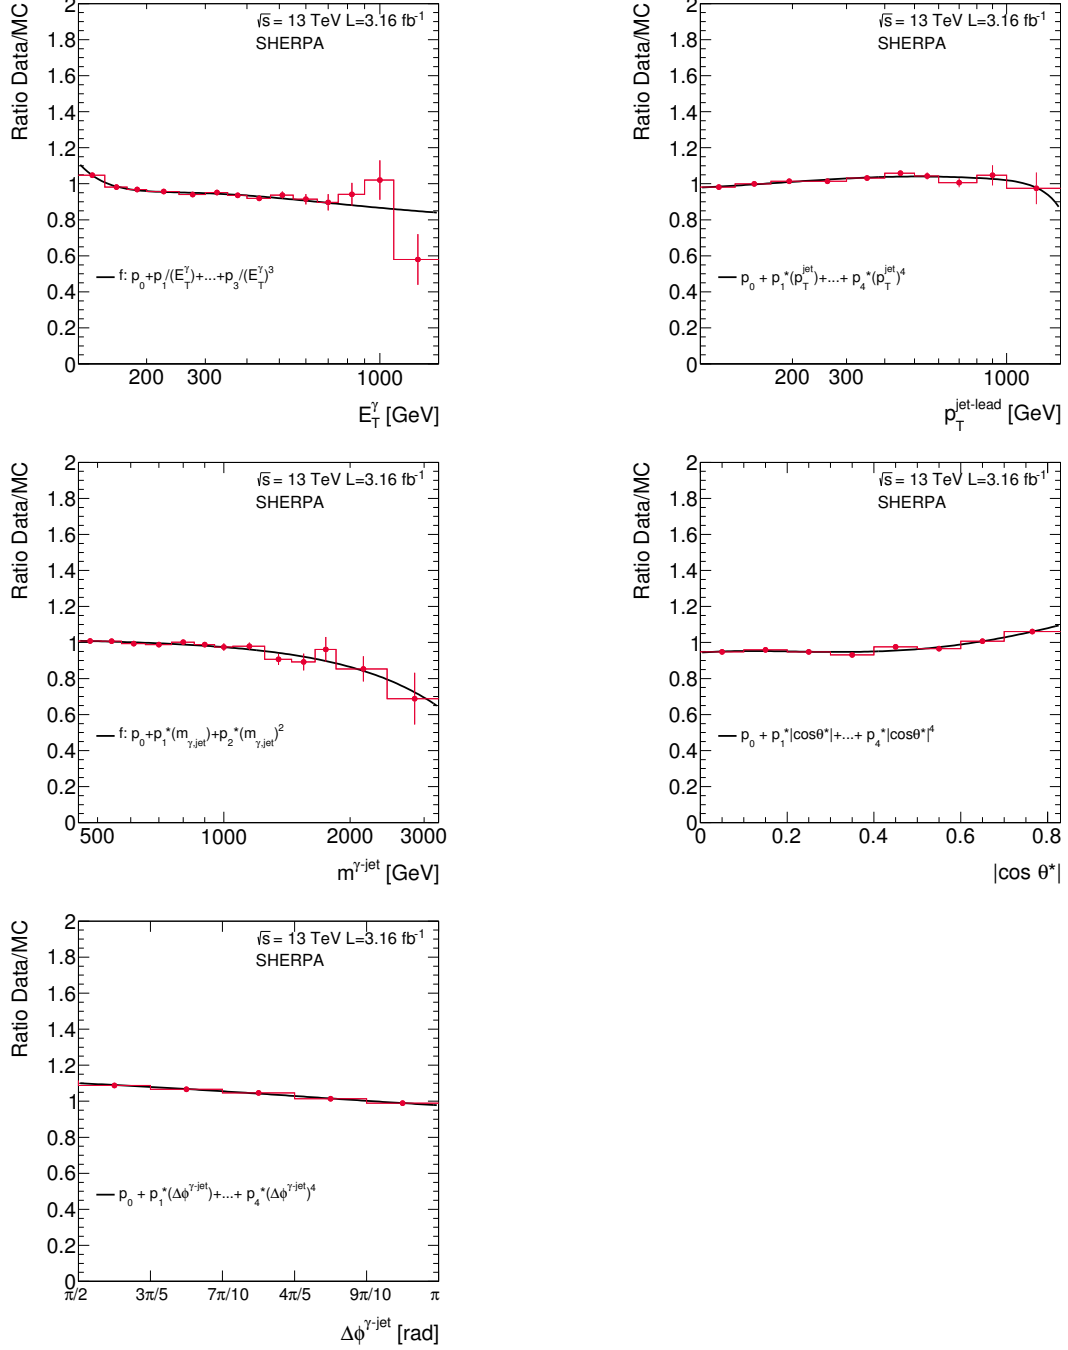 Ratio Data/MC
2
1.8
1.6
1.4
1.2
1
0.8
0.6
0.4
0.2
0
√s = 13 TeV L=3.16 fb⁻¹
SHERPA
f: p₀+p₁/(E_T^γ)+...+p₃/(E_T^γ)³
200 300 1000
E_T^γ [GeV]
Ratio Data/MC
2
1.8
1.6
1.4
1.2
1
0.8
0.6
0.4
0.2
0
√s = 13 TeV L=3.16 fb⁻¹
SHERPA
p₀ + p₁*(p_T^jet)+...+ p₄*(p_T^jet)⁴
200 300 1000
p_T^jet-lead [GeV]
Ratio Data/MC
2
1.8
1.6
1.4
1.2
1
0.8
0.6
0.4
0.2
0
√s = 13 TeV L=3.16 fb⁻¹
SHERPA
f: p₀+p₁*(m_γ,jet)+p₂*(m_γ,jet)²
500 1000 2000 3000
m^γ-jet [GeV]
Ratio Data/MC
2
1.8
1.6
1.4
1.2
1
0.8
0.6
0.4
0.2
0
√s = 13 TeV L=3.16 fb⁻¹
SHERPA
p₀ + p₁*|cosθ*|+...+ p₄*|cosθ*|⁴
0 0.2 0.4 0.6 0.8
|cos θ*|
Ratio Data/MC
2
1.8
1.6
1.4
1.2
1
0.8
0.6
0.4
0.2
0
√s = 13 TeV L=3.16 fb⁻¹
SHERPA
p₀ + p₁*(Δϕ^γ-jet)+...+ p₄*(Δϕ^γ-jet)⁴
π/2 3π/5 7π/10 4π/5 9π/10 π
Δϕ^γ-jet [rad]